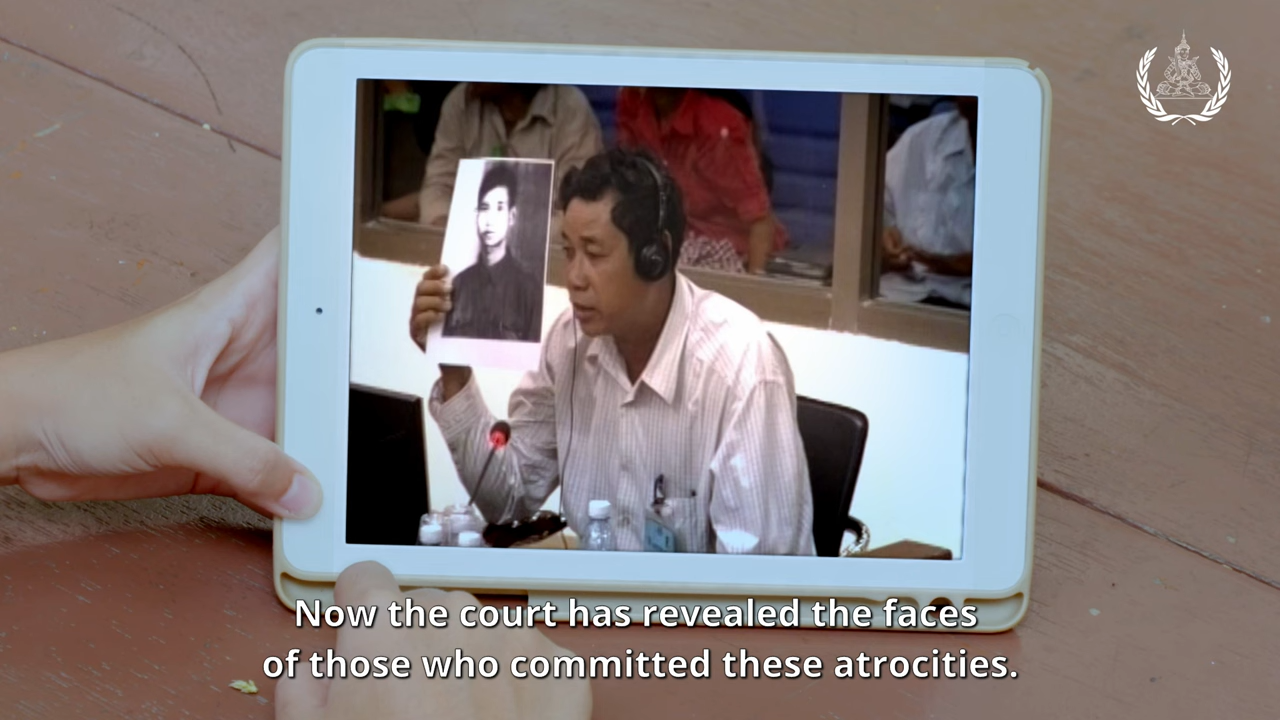 Now the court has revealed the faces
of those who committed these atrocities.